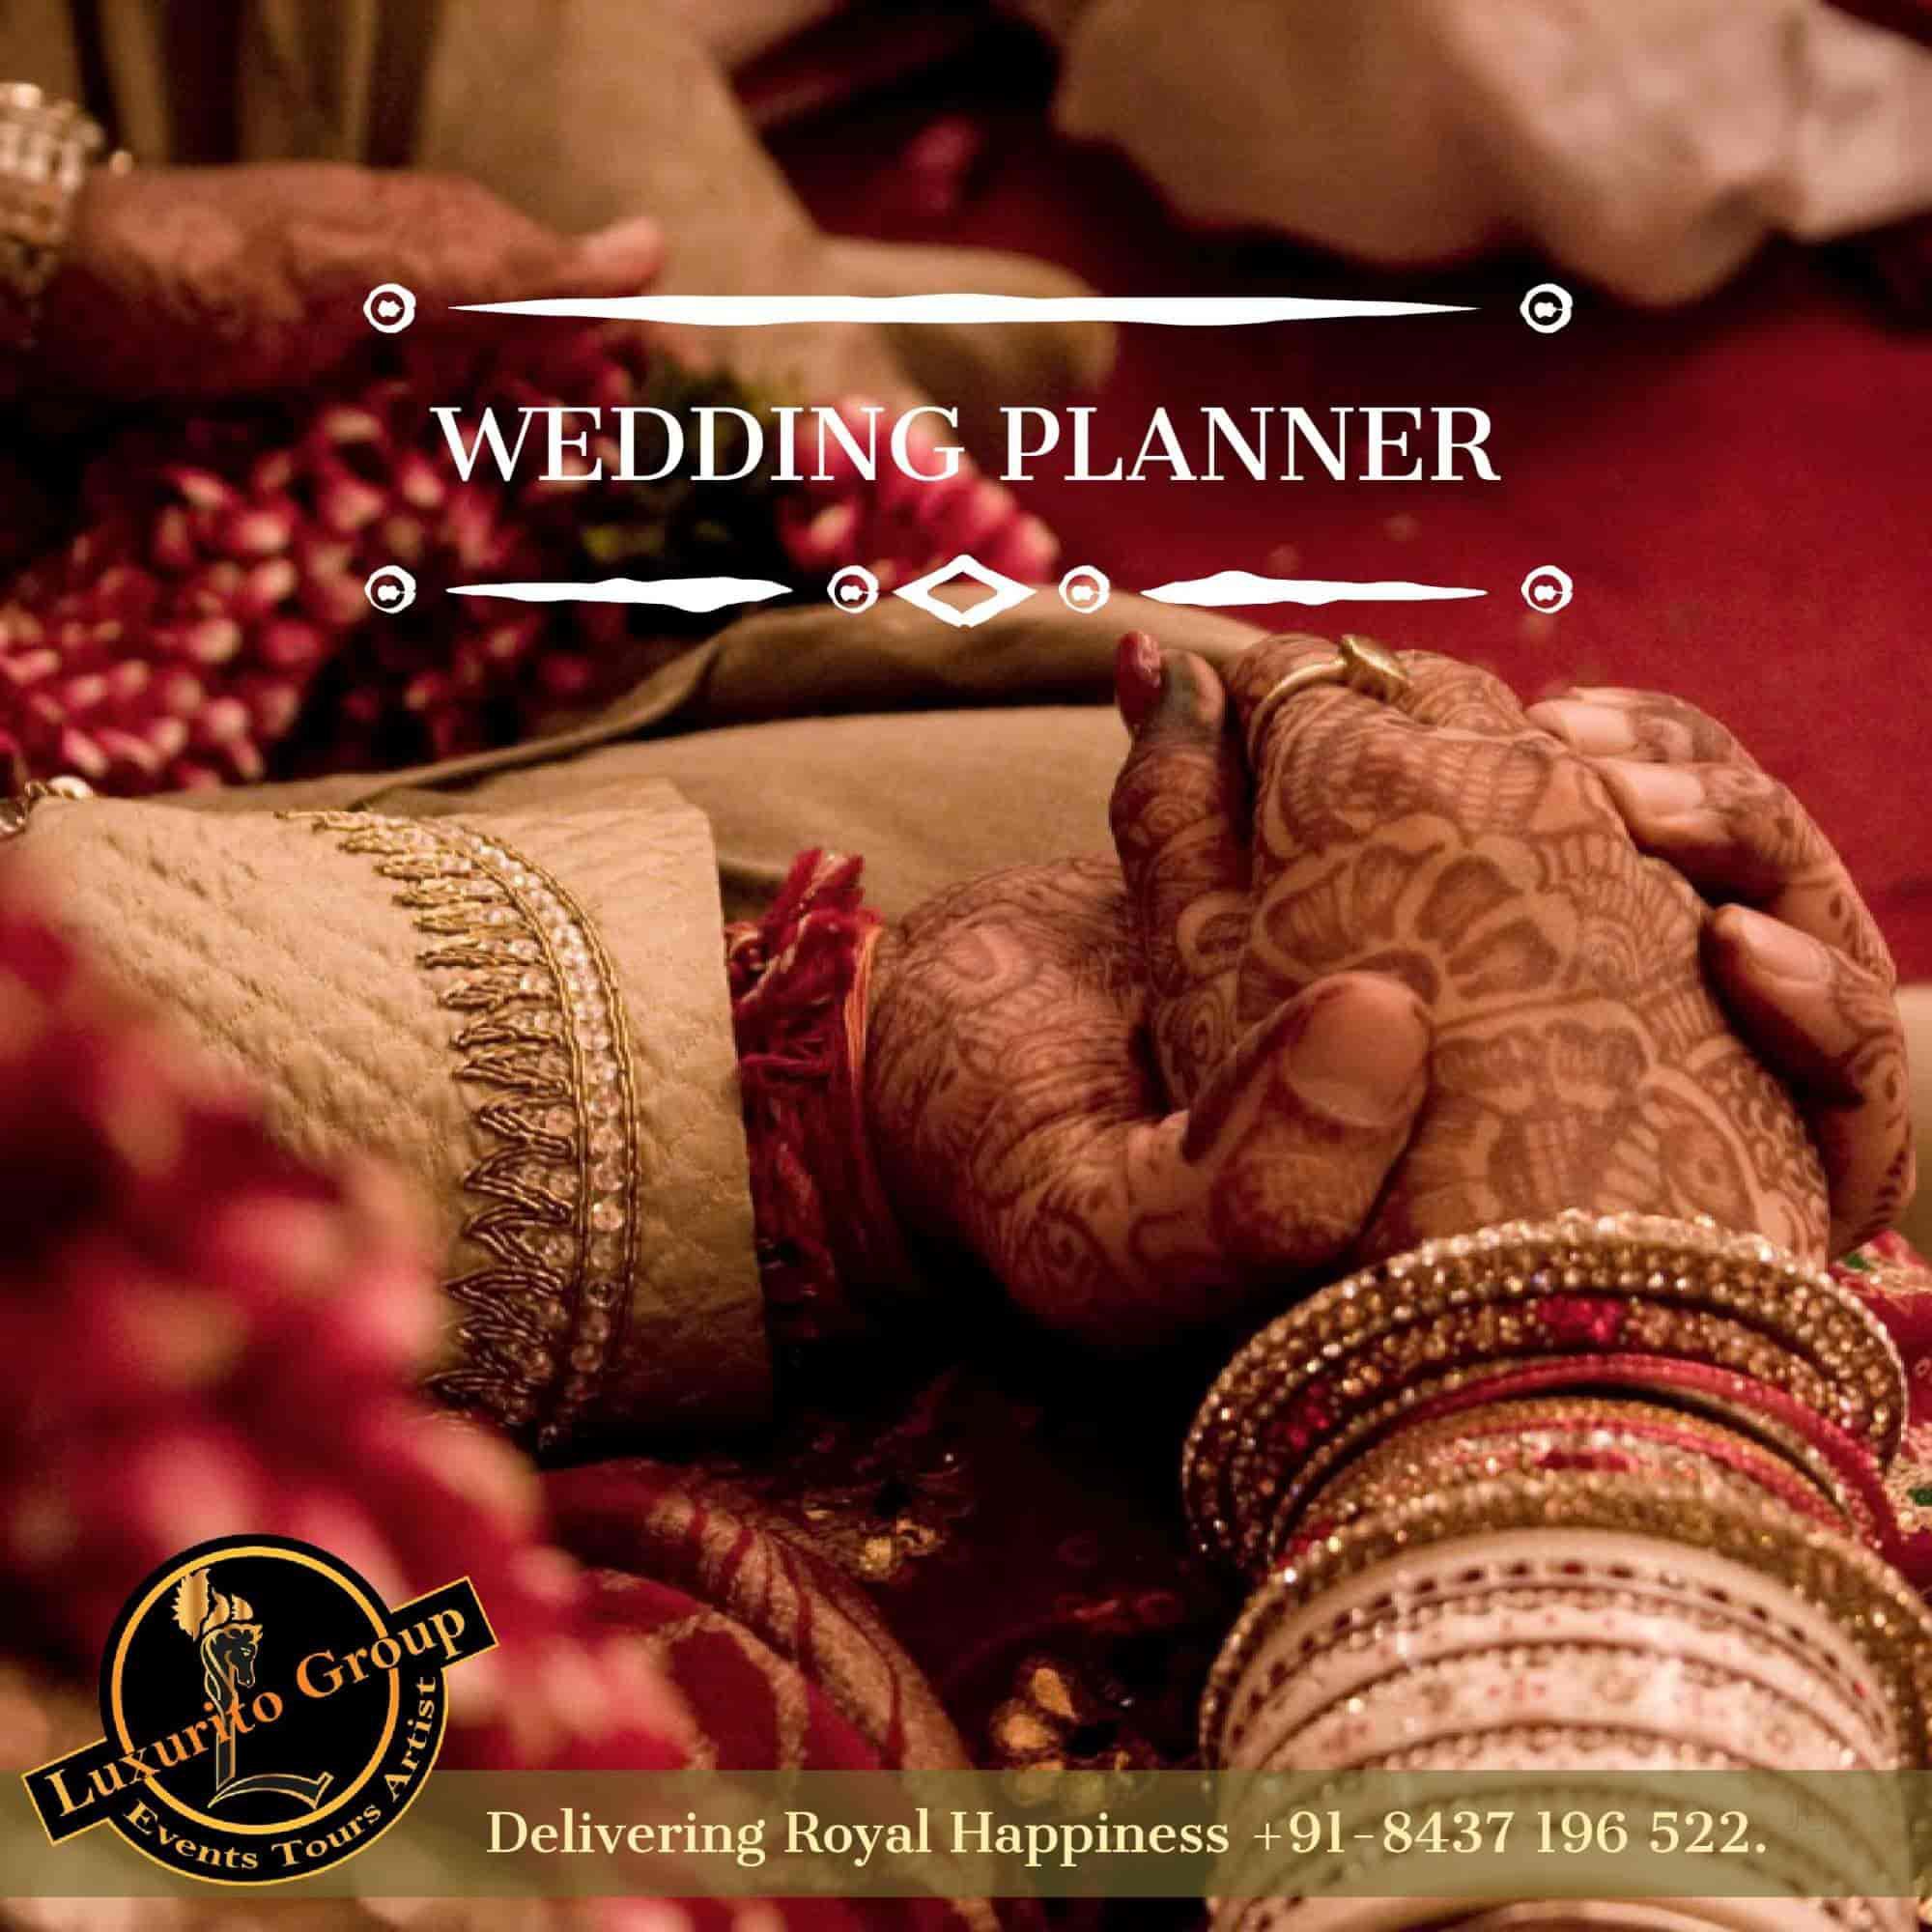 WEDDING PLANNER
Luxurito Group
Events Tours Artist
Delivering Royal Happiness +91-8437 196 522.